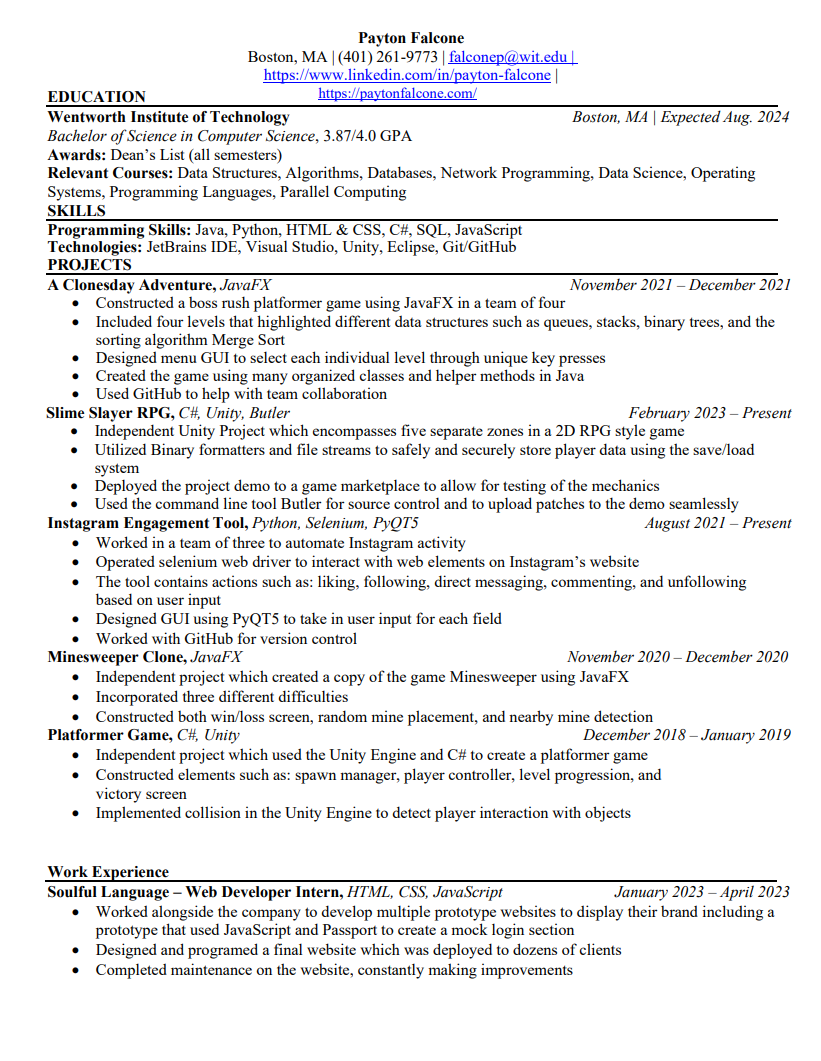 Payton Falcone
Boston, MA | (401) 261-9773 | falconep@wit.edu |
https://www.linkedin.com/in/payton-falcone |
https://paytonfalcone.com/
EDUCATION
Wentworth Institute of Technology Boston, MA | Expected Aug. 2024
Bachelor of Science in Computer Science, 3.87/4.0 GPA
Awards: Dean’s List (all semesters)
Relevant Courses: Data Structures, Algorithms, Databases, Network Programming, Data Science, Operating
Systems, Programming Languages, Parallel Computing
SKILLS
Programming Skills: Java, Python, HTML & CSS, C#, SQL, JavaScript
Technologies: JetBrains IDE, Visual Studio, Unity, Eclipse, Git/GitHub
PROJECTS
A Clonesday Adventure, JavaFX November 2021 – December 2021
• Constructed a boss rush platformer game using JavaFX in a team of four
• Included four levels that highlighted different data structures such as queues, stacks, binary trees, and the
sorting algorithm Merge Sort
• Designed menu GUI to select each individual level through unique key presses
• Created the game using many organized classes and helper methods in Java
• Used GitHub to help with team collaboration
Slime Slayer RPG, C#, Unity, Butler February 2023 – Present
• Independent Unity Project which encompasses five separate zones in a 2D RPG style game
• Utilized Binary formatters and file streams to safely and securely store player data using the save/load
system
• Deployed the project demo to a game marketplace to allow for testing of the mechanics
• Used the command line tool Butler for source control and to upload patches to the demo seamlessly
Instagram Engagement Tool, Python, Selenium, PyQT5 August 2021 – Present
• Worked in a team of three to automate Instagram activity
• Operated selenium web driver to interact with web elements on Instagram’s website
• The tool contains actions such as: liking, following, direct messaging, commenting, and unfollowing
based on user input
• Designed GUI using PyQT5 to take in user input for each field
• Worked with GitHub for version control
Minesweeper Clone, JavaFX November 2020 – December 2020
• Independent project which created a copy of the game Minesweeper using JavaFX
• Incorporated three different difficulties
• Constructed both win/loss screen, random mine placement, and nearby mine detection
Platformer Game, C#, Unity December 2018 – January 2019
• Independent project which used the Unity Engine and C# to create a platformer game
• Constructed elements such as: spawn manager, player controller, level progression, and
victory screen
• Implemented collision in the Unity Engine to detect player interaction with objects
Work Experience
Soulful Language – Web Developer Intern, HTML, CSS, JavaScript January 2023 – April 2023
• Worked alongside the company to develop multiple prototype websites to display their brand including a
prototype that used JavaScript and Passport to create a mock login section
• Designed and programed a final website which was deployed to dozens of clients
• Completed maintenance on the website, constantly making improvements